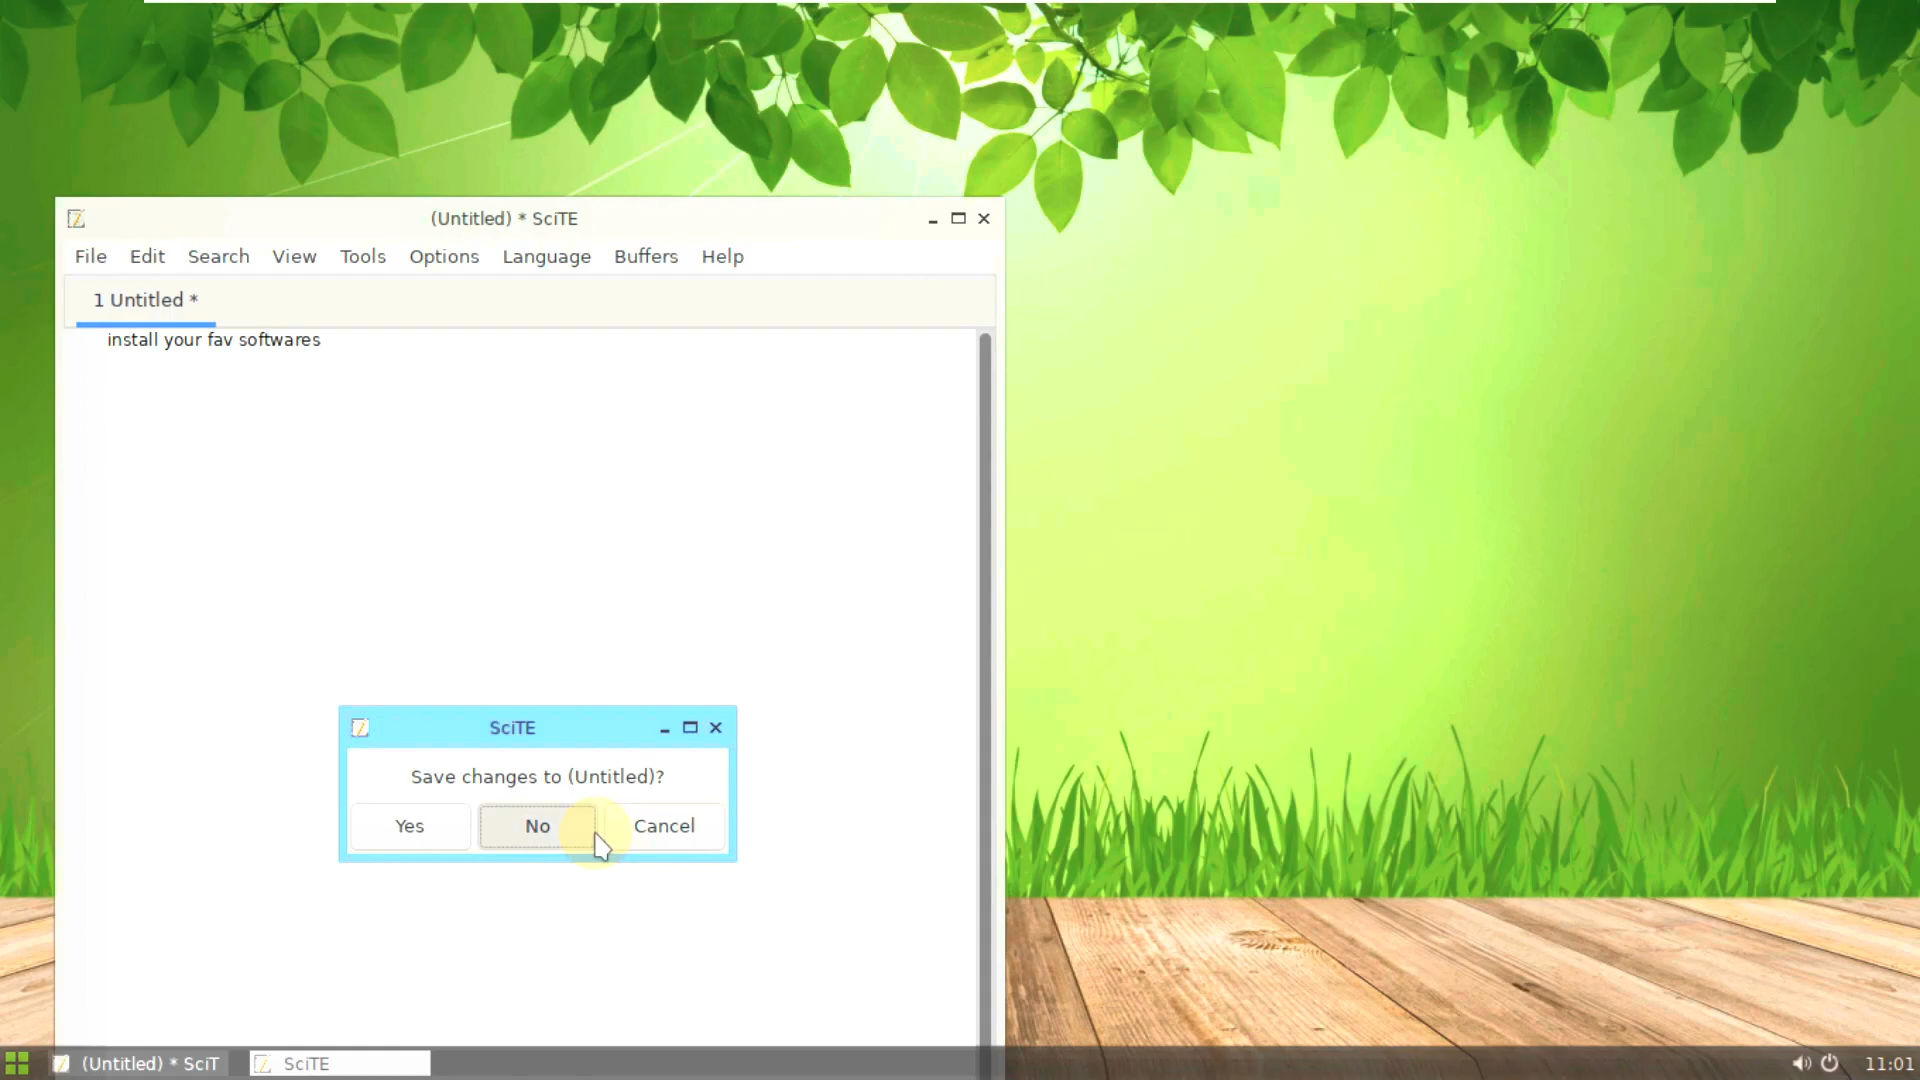 (Untitled) * SciTE
File Edit Search View Tools Options Language Buffers Help
1 Untitled *
install your fav softwares
SciTE
Save changes to (Untitled)?
Yes No Cancel
(Untitled) * SciT SciTE 11:01